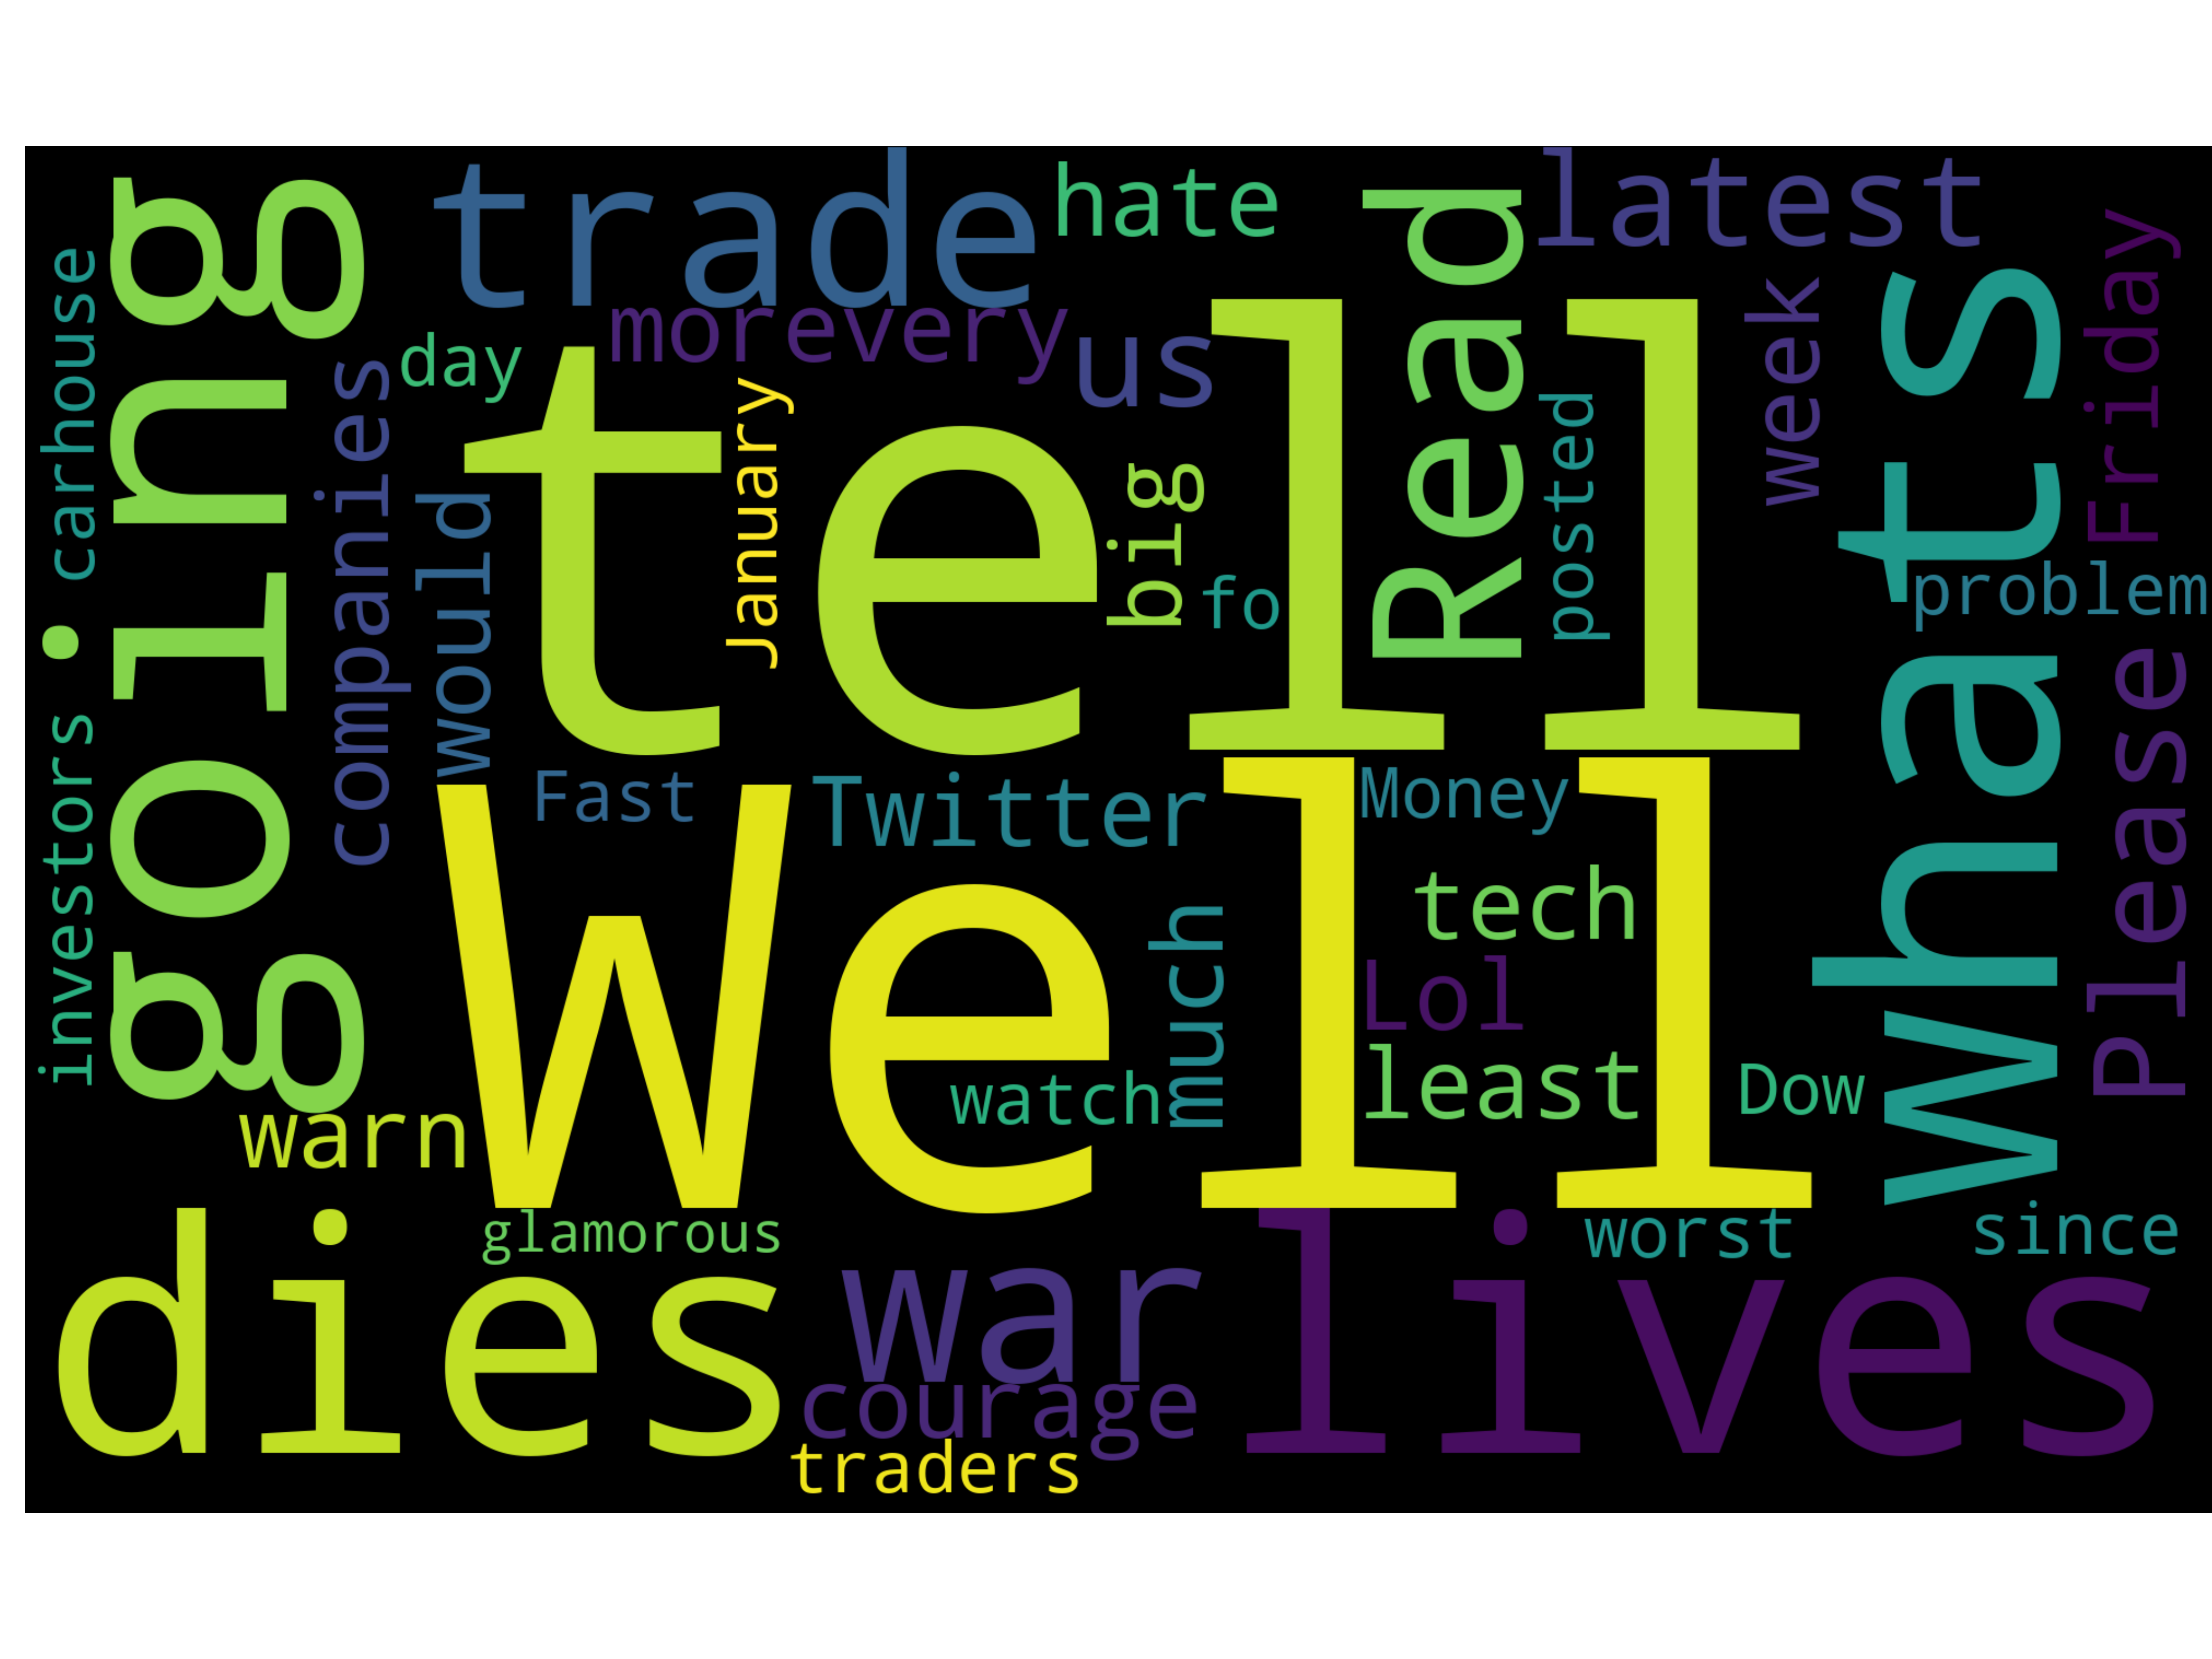 trade
hate
latest
Read
going
carhouse
Friday
morevery
us
week
day
companies
January
tell
whats
would
big
posted
fo
problem
investors
Please
Fast
Twitter
Money
Well
tech
much
Lol
least
watch
Dow
warn
glamorous
worst
since
dies
war
lives
courage
traders